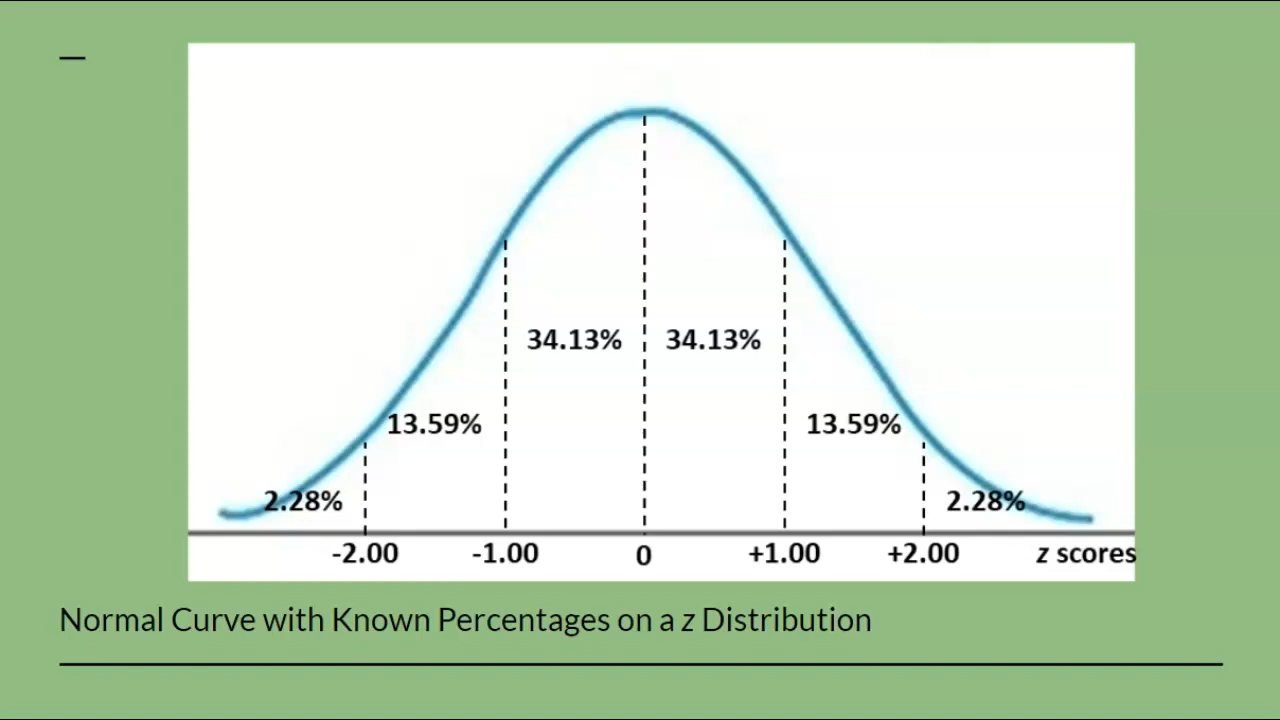 34.13% 34.13%
13.59% 13.59%
2.28% 2.28%
-2.00 -1.00 0 +1.00 +2.00 z scores
Normal Curve with Known Percentages on a z Distribution